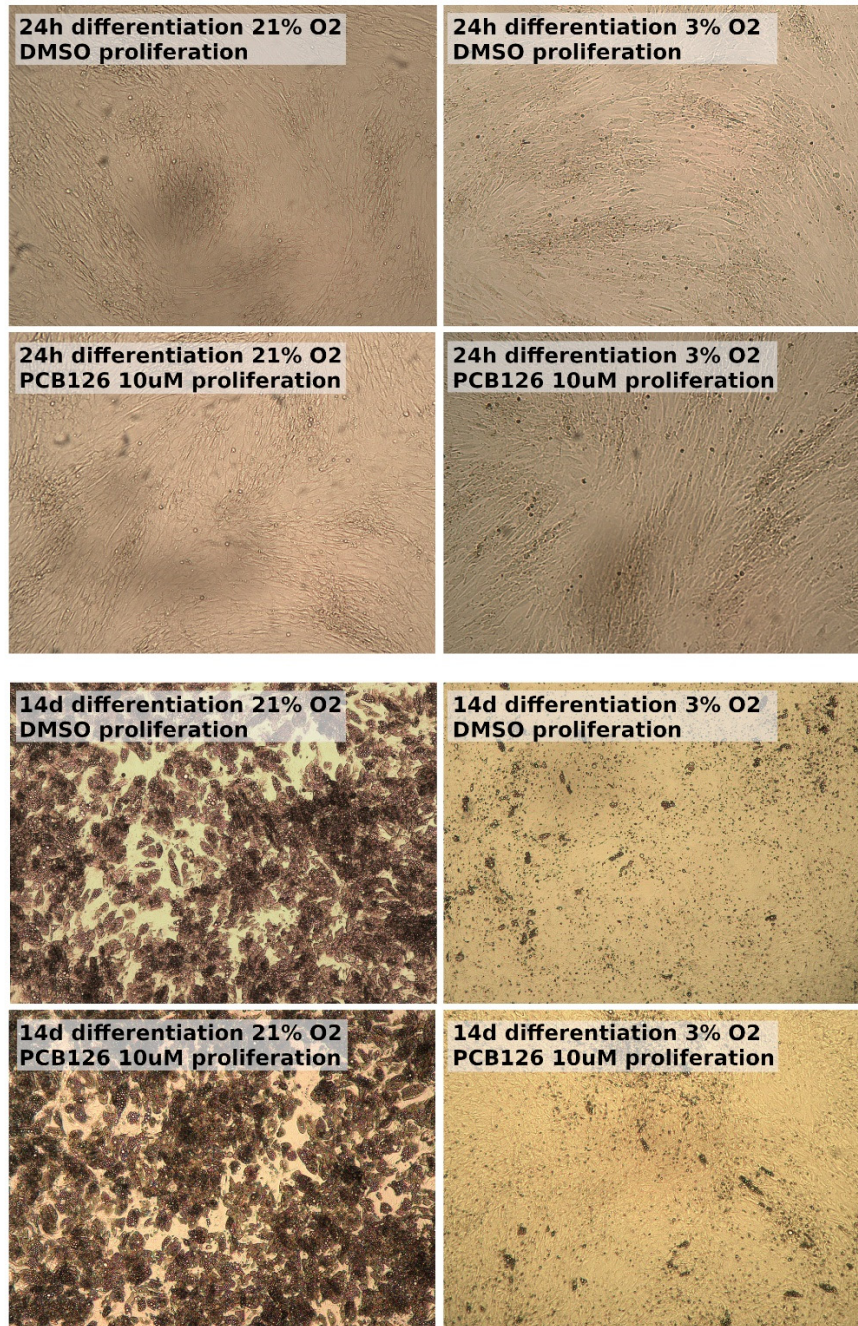 24h differentiation 21% O2
DMSO proliferation
24h differentiation 3% O2
DMSO proliferation
24h differentiation 21% O2
PCB126 10uM proliferation
24h differentiation 3% O2
PCB126 10uM proliferation
14d differentiation 21% O2
DMSO proliferation
14d differentiation 3% O2
DMSO proliferation
14d differentiation 21% O2
PCB126 10uM proliferation
14d differentiation 3% O2
PCB126 10uM proliferation